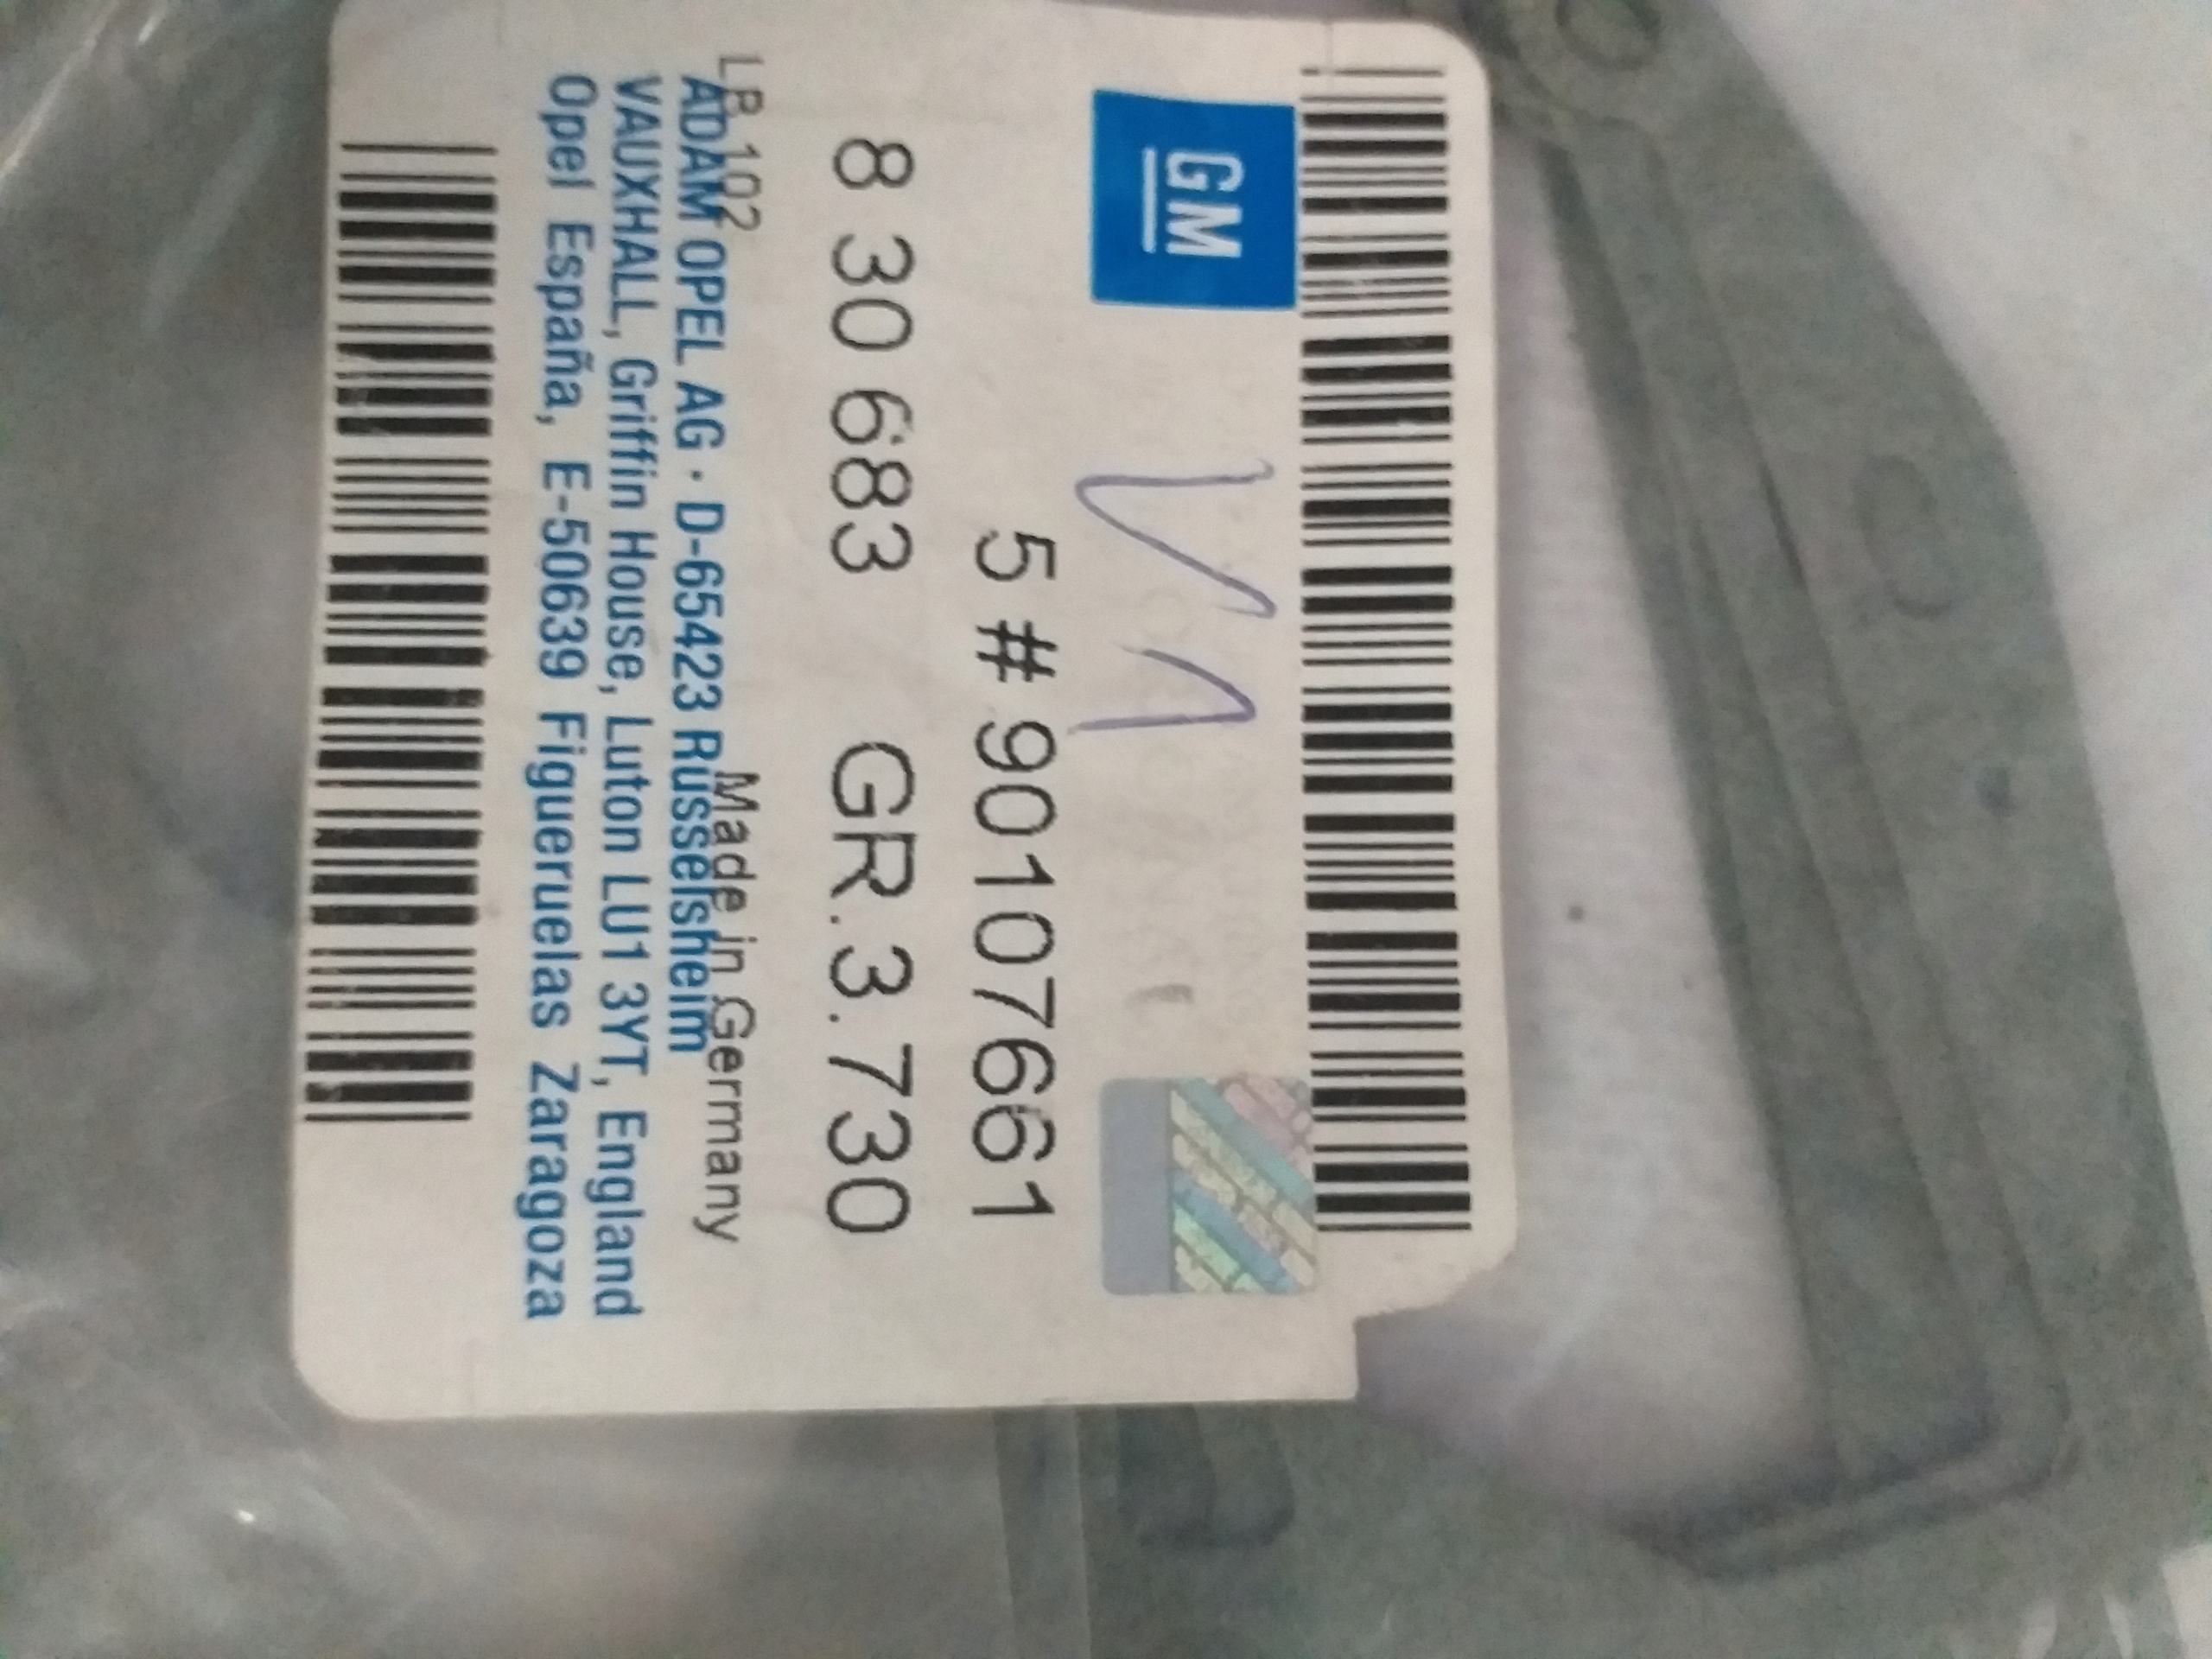 GM
5 # 90107661
8 30 683 GR.3.730
LB 102 Made in Germany
ADAM OPEL AG · D-65423 Rüsselsheim
VAUXHALL, Griffin House, Luton LU1 3YT, England
Opel España, E-50639 Figueruelas Zaragoza